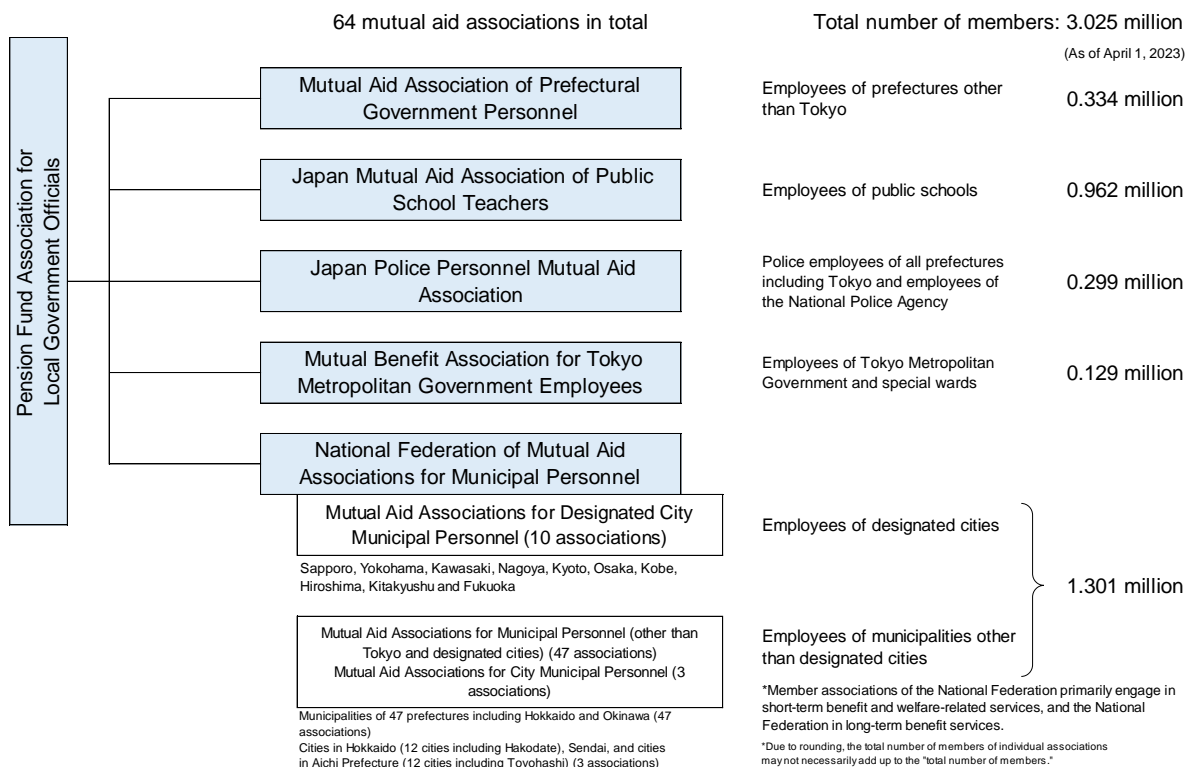 64 mutual aid associations in total
Total number of members: 3.025 million
(As of April 1, 2023)
Pension Fund Association for
Local Government Officials
Mutual Aid Association of Prefectural
Government Personnel
Employees of prefectures other
than Tokyo
0.334 million
Japan Mutual Aid Association of Public
School Teachers
Employees of public schools
0.962 million
Japan Police Personnel Mutual Aid
Association
Police employees of all prefectures
including Tokyo and employees of
the National Police Agency
0.299 million
Mutual Benefit Association for Tokyo
Metropolitan Government Employees
Employees of Tokyo Metropolitan
Government and special wards
0.129 million
National Federation of Mutual Aid
Associations for Municipal Personnel
Mutual Aid Associations for Designated City
Municipal Personnel (10 associations)
Employees of designated cities
Sapporo, Yokohama, Kawasaki, Nagoya, Kyoto, Osaka, Kobe,
Hiroshima, Kitakyushu and Fukuoka
1.301 million
Mutual Aid Associations for Municipal Personnel (other than
Tokyo and designated cities) (47 associations)
Mutual Aid Associations for City Municipal Personnel (3
associations)
Employees of municipalities other
than designated cities
Municipalities of 47 prefectures including Hokkaido and Okinawa (47
associations)
Cities in Hokkaido (12 cities including Hakodate), Sendai, and cities
in Aichi Prefecture (12 cities including Toyohashi) (3 associations)
*Member associations of the National Federation primarily engage in
short-term benefit and welfare-related services, and the National
Federation in long-term benefit services.
*Due to rounding, the total number of members of individual associations
may not necessarily add up to the "total number of members."